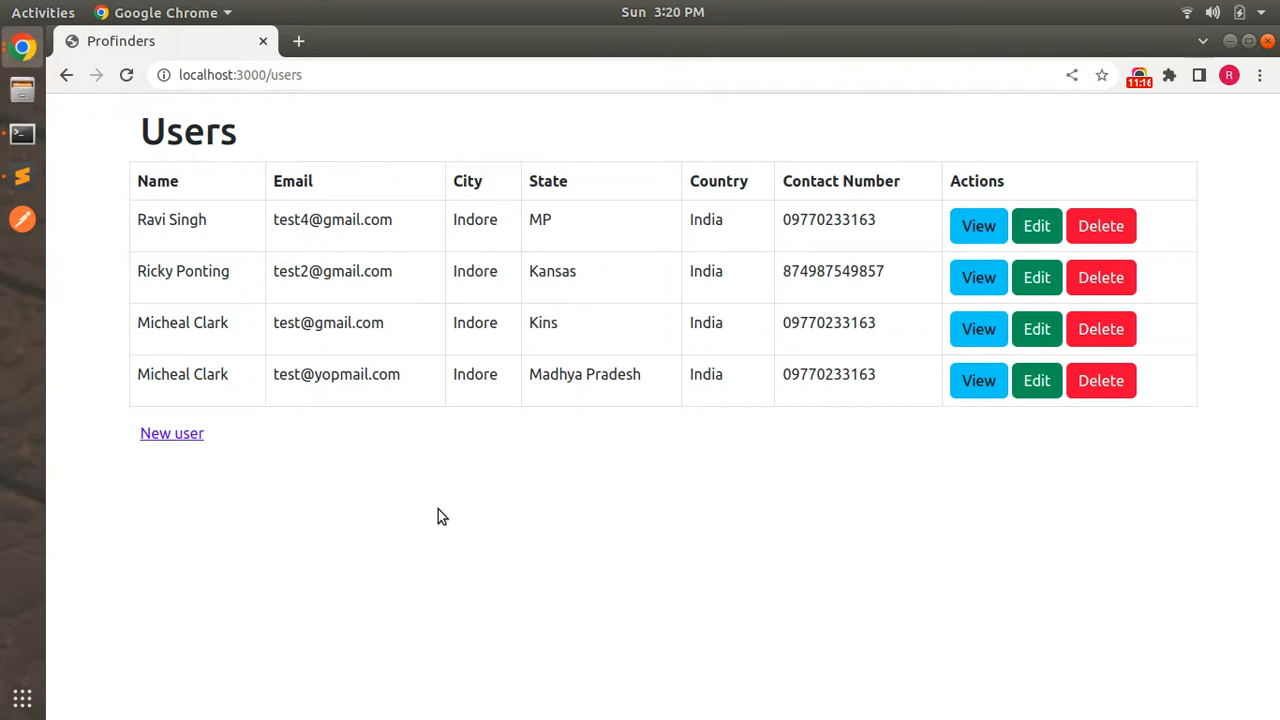 Activities Google Chrome Sun 3:20 PM
Profinders
localhost:3000/users 11:16 R
Users
Name Email City State Country Contact Number Actions
Ravi Singh test4@gmail.com Indore MP India 09770233163 View Edit Delete
Ricky Ponting test2@gmail.com Indore Kansas India 874987549857 View Edit Delete
Micheal Clark test@gmail.com Indore Kins India 09770233163 View Edit Delete
Micheal Clark test@yopmail.com Indore Madhya Pradesh India 09770233163 View Edit Delete
New user